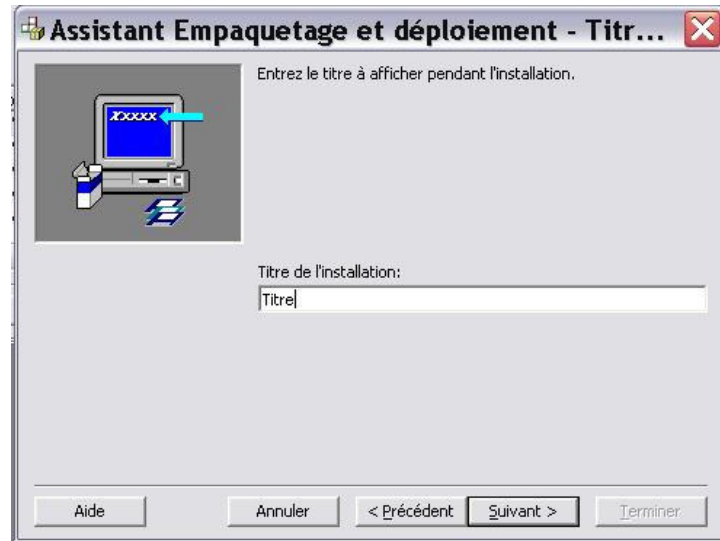 Assistant Empaquetage et déploiement - Titr...
Entrez le titre à afficher pendant l'installation.
Xxxxx
Titre de l'installation:
Titre
Aide
Annuler
< Précédent
Suivant >
Terminer